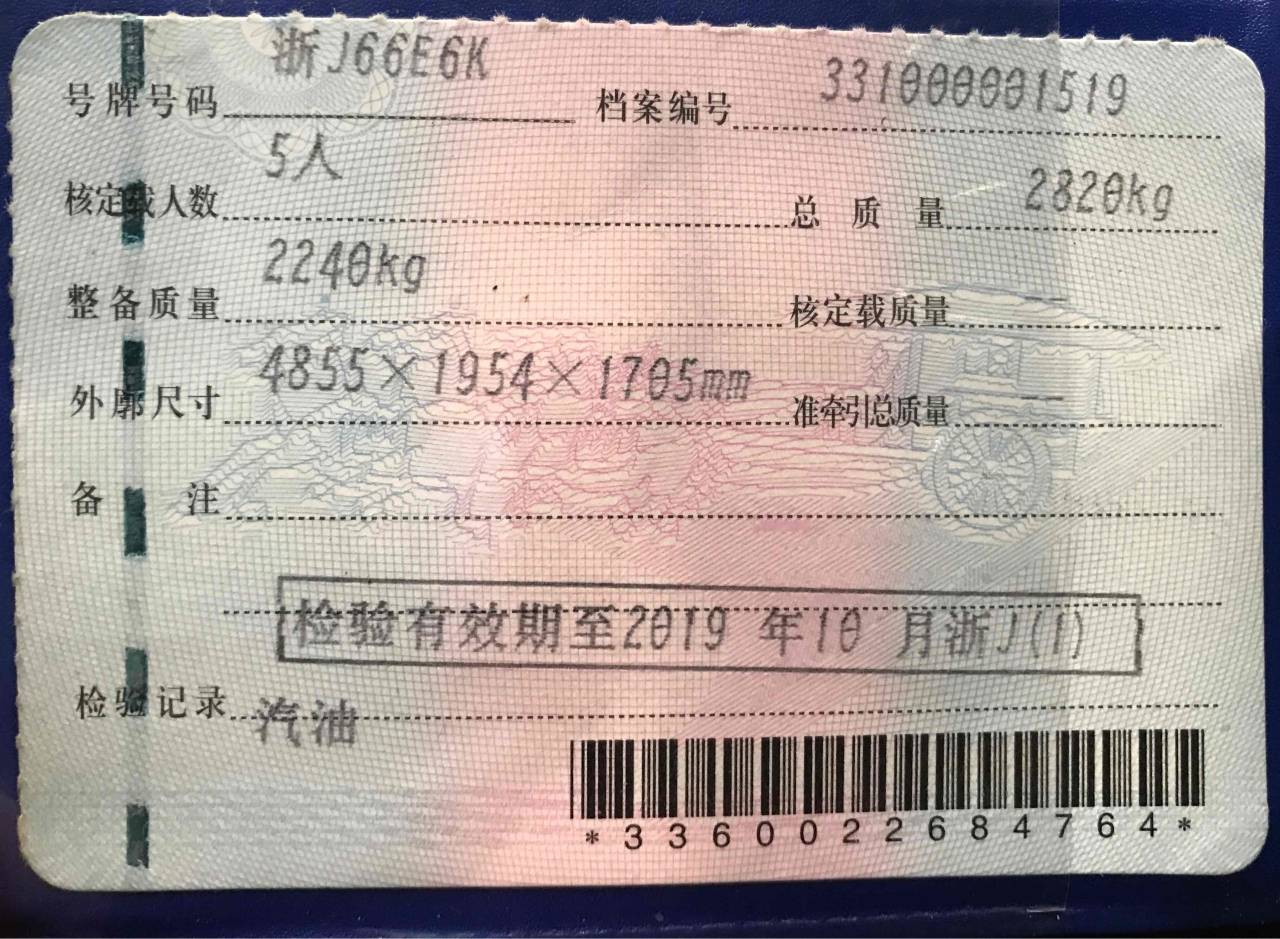 号牌号码 浙J66E6K 档案编号 331000001519
核定载人数 5人 总质量 2820kg
整备质量 2240kg 核定载质量 --
外廓尺寸 4855×1954×1705mm 准牵引总质量 --
备注
检验有效期至2019 年10 月浙J(1)
检验记录 汽油
*3360022684764*